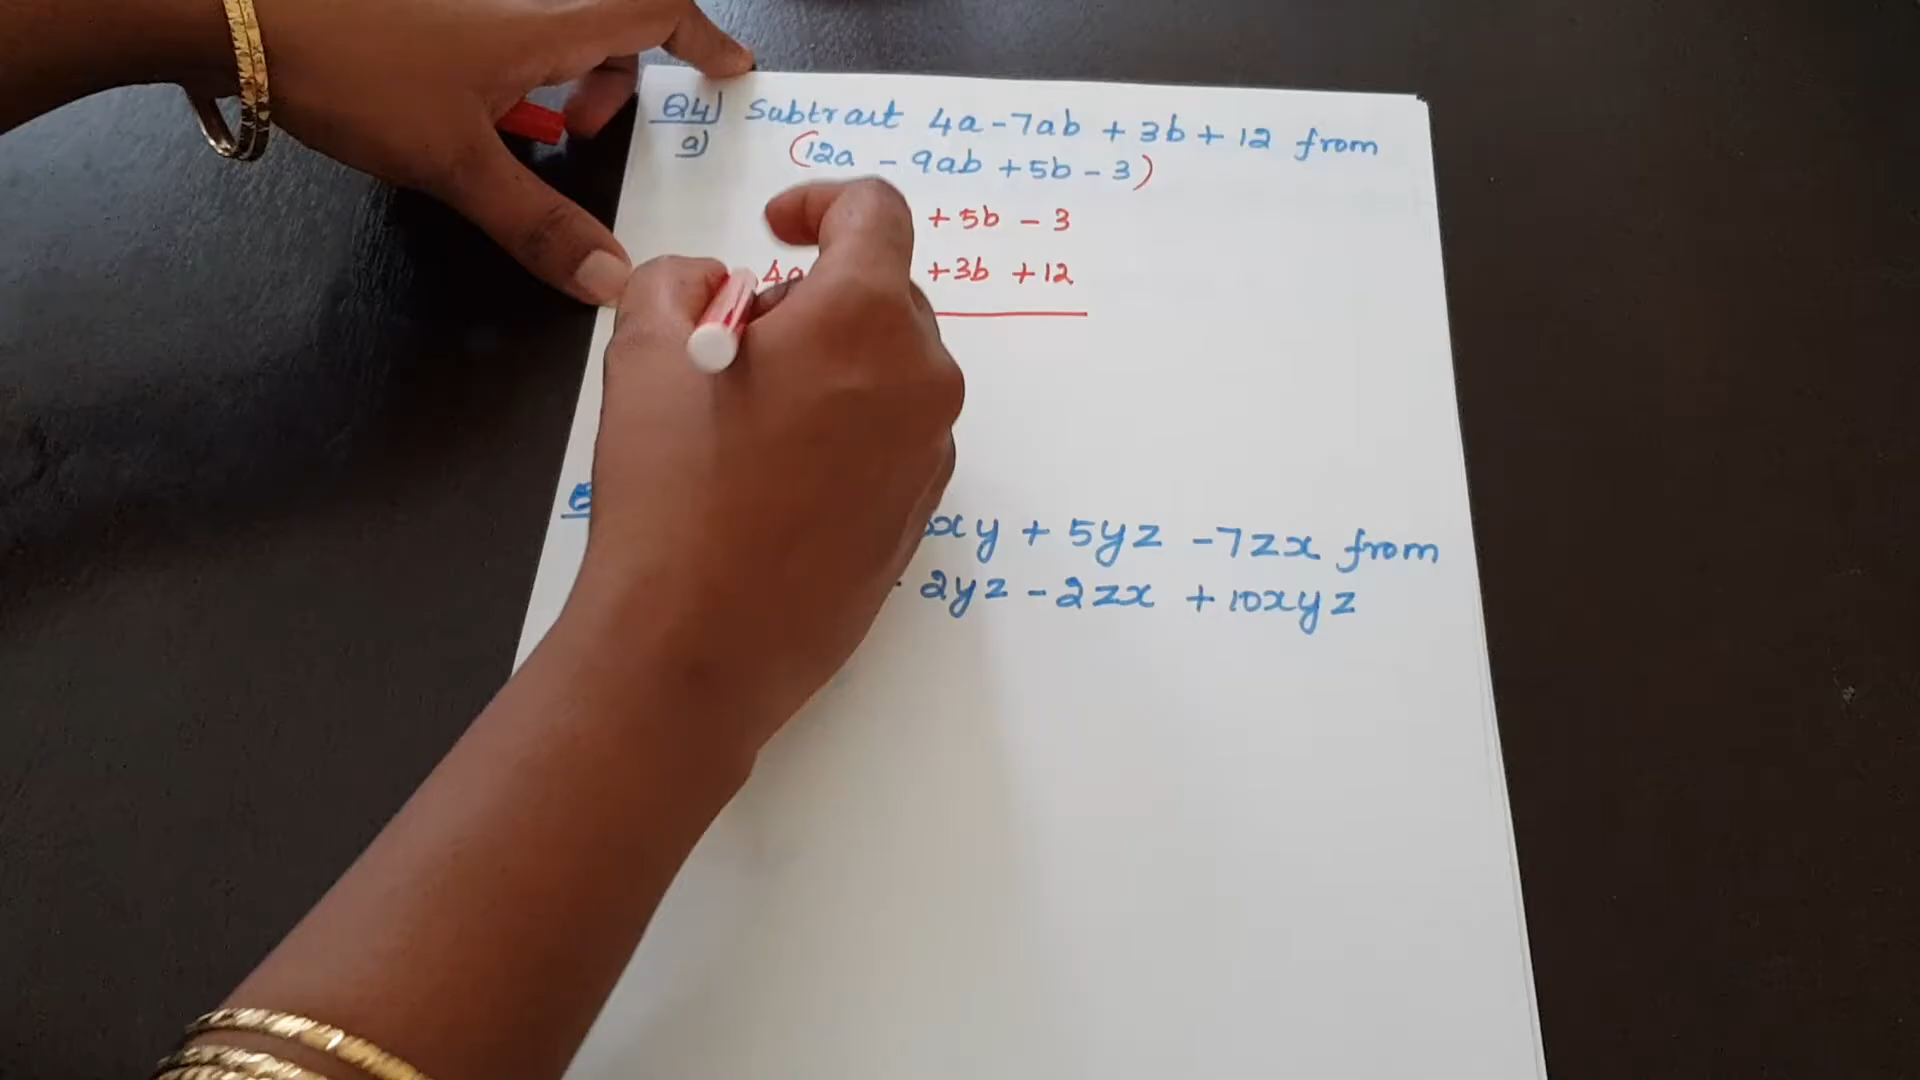 Q4) Subtract 4a - 7ab + 3b + 12 from
a) (12a - 9ab + 5b - 3)
+ 5b - 3
4a + 3b + 12
xy + 5yz - 7zx from
2yz - 2zx + 10xyz